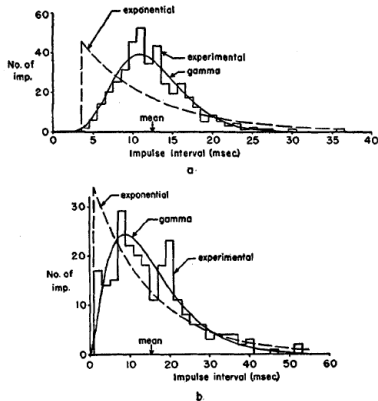 exponential
60
No. of
imp.
40
20
0
experimental
gamma
mean
0 5 10 15 20 25 30 35 40
Impulse interval (msec)
a.
exponential
gamma
30
20
No. of
imp.
10
0
experimental
mean
0 10 20 30 40 50 60
Impulse interval (msec)
b.